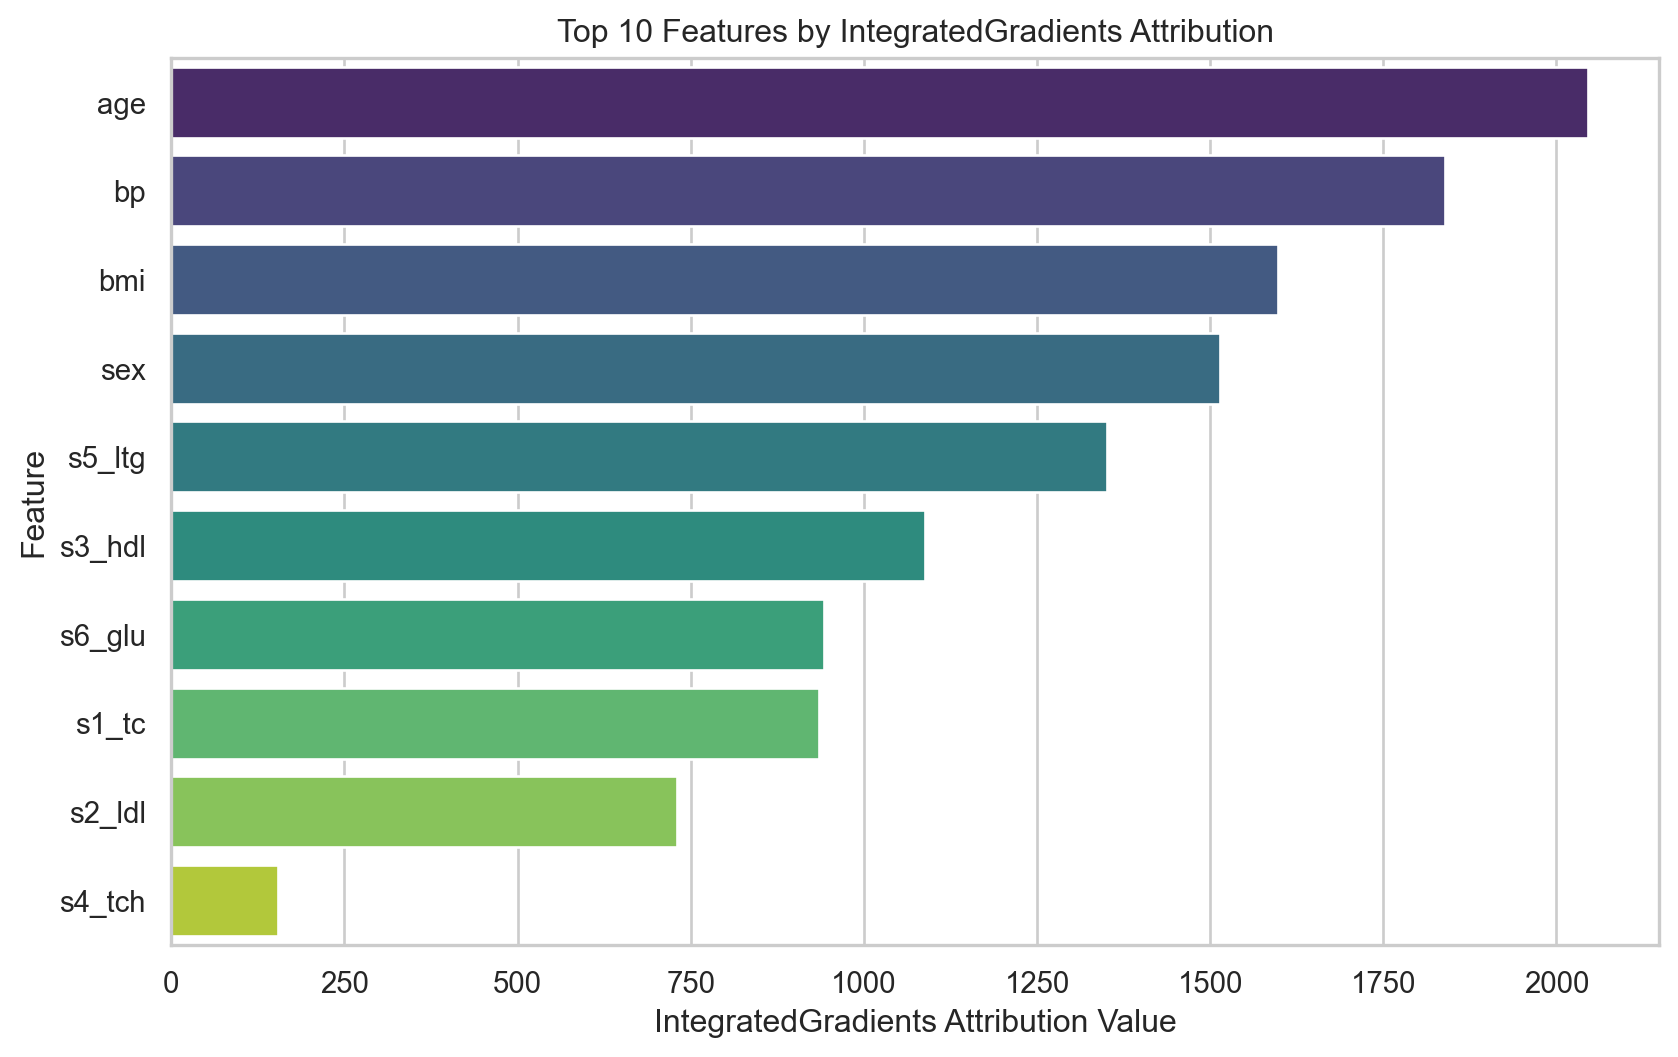 Top 10 Features by IntegratedGradients Attribution
Feature
age
bp
bmi
sex
s5_ltg
s3_hdl
s6_glu
s1_tc
s2_ldl
s4_tch
0 250 500 750 1000 1250 1500 1750 2000
IntegratedGradients Attribution Value